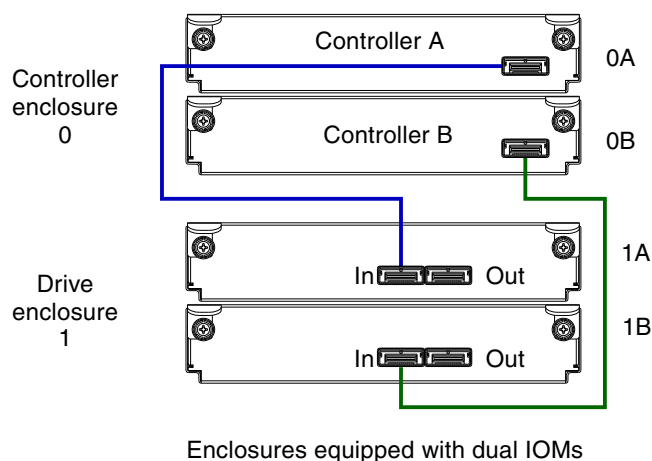 Controller A
0A
Controller
enclosure
0
Controller B
0B
1A
In Out
Drive
enclosure
1
1B
In Out
Enclosures equipped with dual IOMs